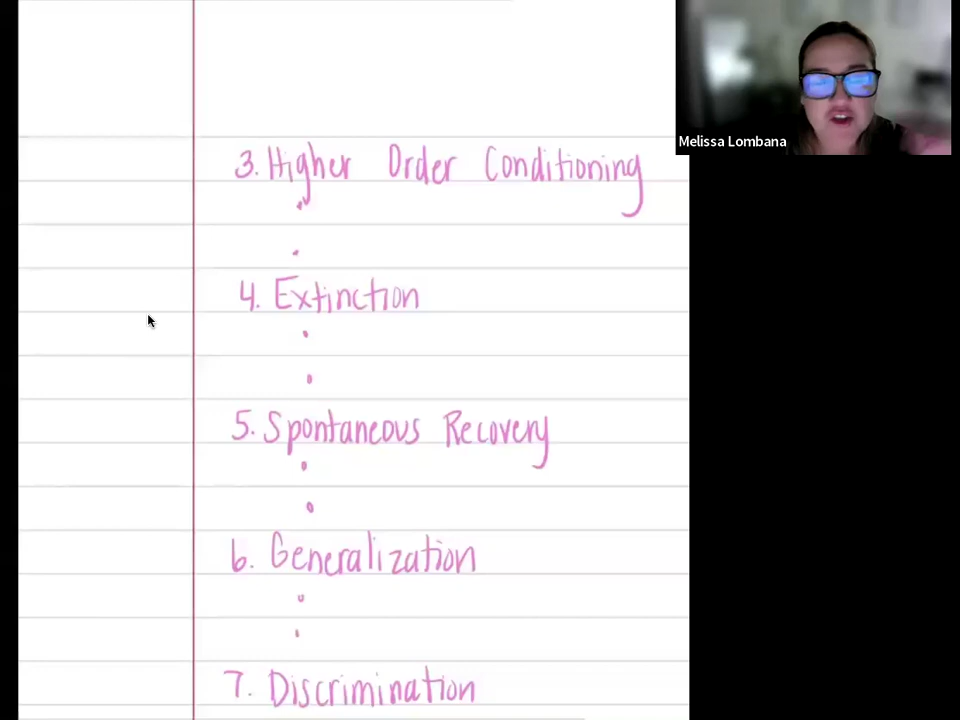 Melissa Lombana
3. Higher Order Conditioning
4. Extinction
5. Spontaneous Recovery
6. Generalization
7. Discrimination